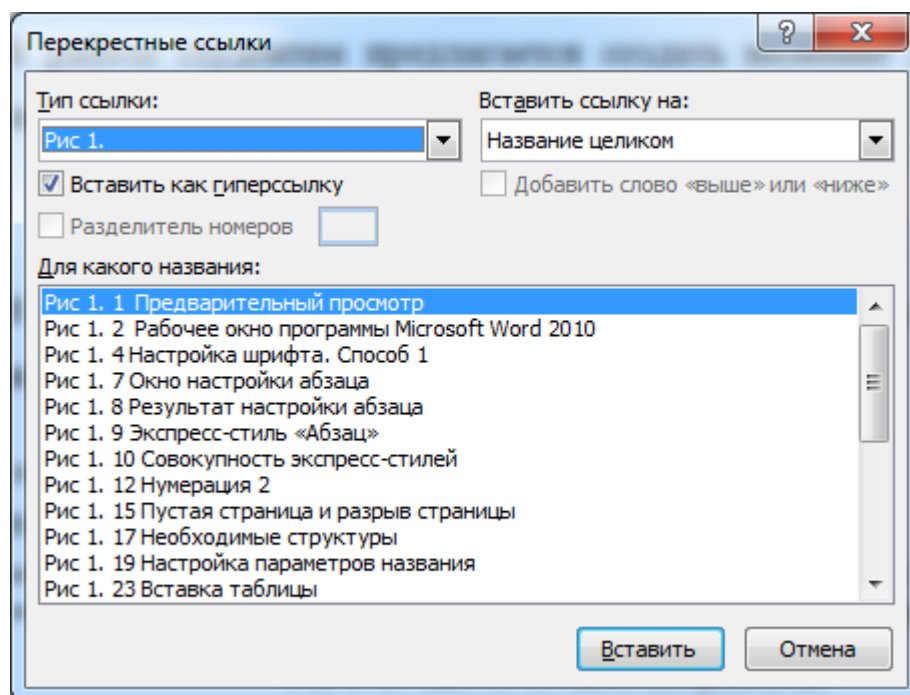 Перекрестные ссылки
Тип ссылки:
Вставить ссылку на:
Рис 1.
Название целиком
Вставить как гиперссылку
Добавить слово «выше» или «ниже»
Разделитель номеров
Для какого названия:
Рис 1. 1 Предварительный просмотр
Рис 1. 2 Рабочее окно программы Microsoft Word 2010
Рис 1. 4 Настройка шрифта. Способ 1
Рис 1. 7 Окно настройки абзаца
Рис 1. 8 Результат настройки абзаца
Рис 1. 9 Экспресс-стиль «Абзац»
Рис 1. 10 Совокупность экспресс-стилей
Рис 1. 12 Нумерация 2
Рис 1. 15 Пустая страница и разрыв страницы
Рис 1. 17 Необходимые структуры
Рис 1. 19 Настройка параметров названия
Рис 1. 23 Вставка таблицы
Вставить
Отмена